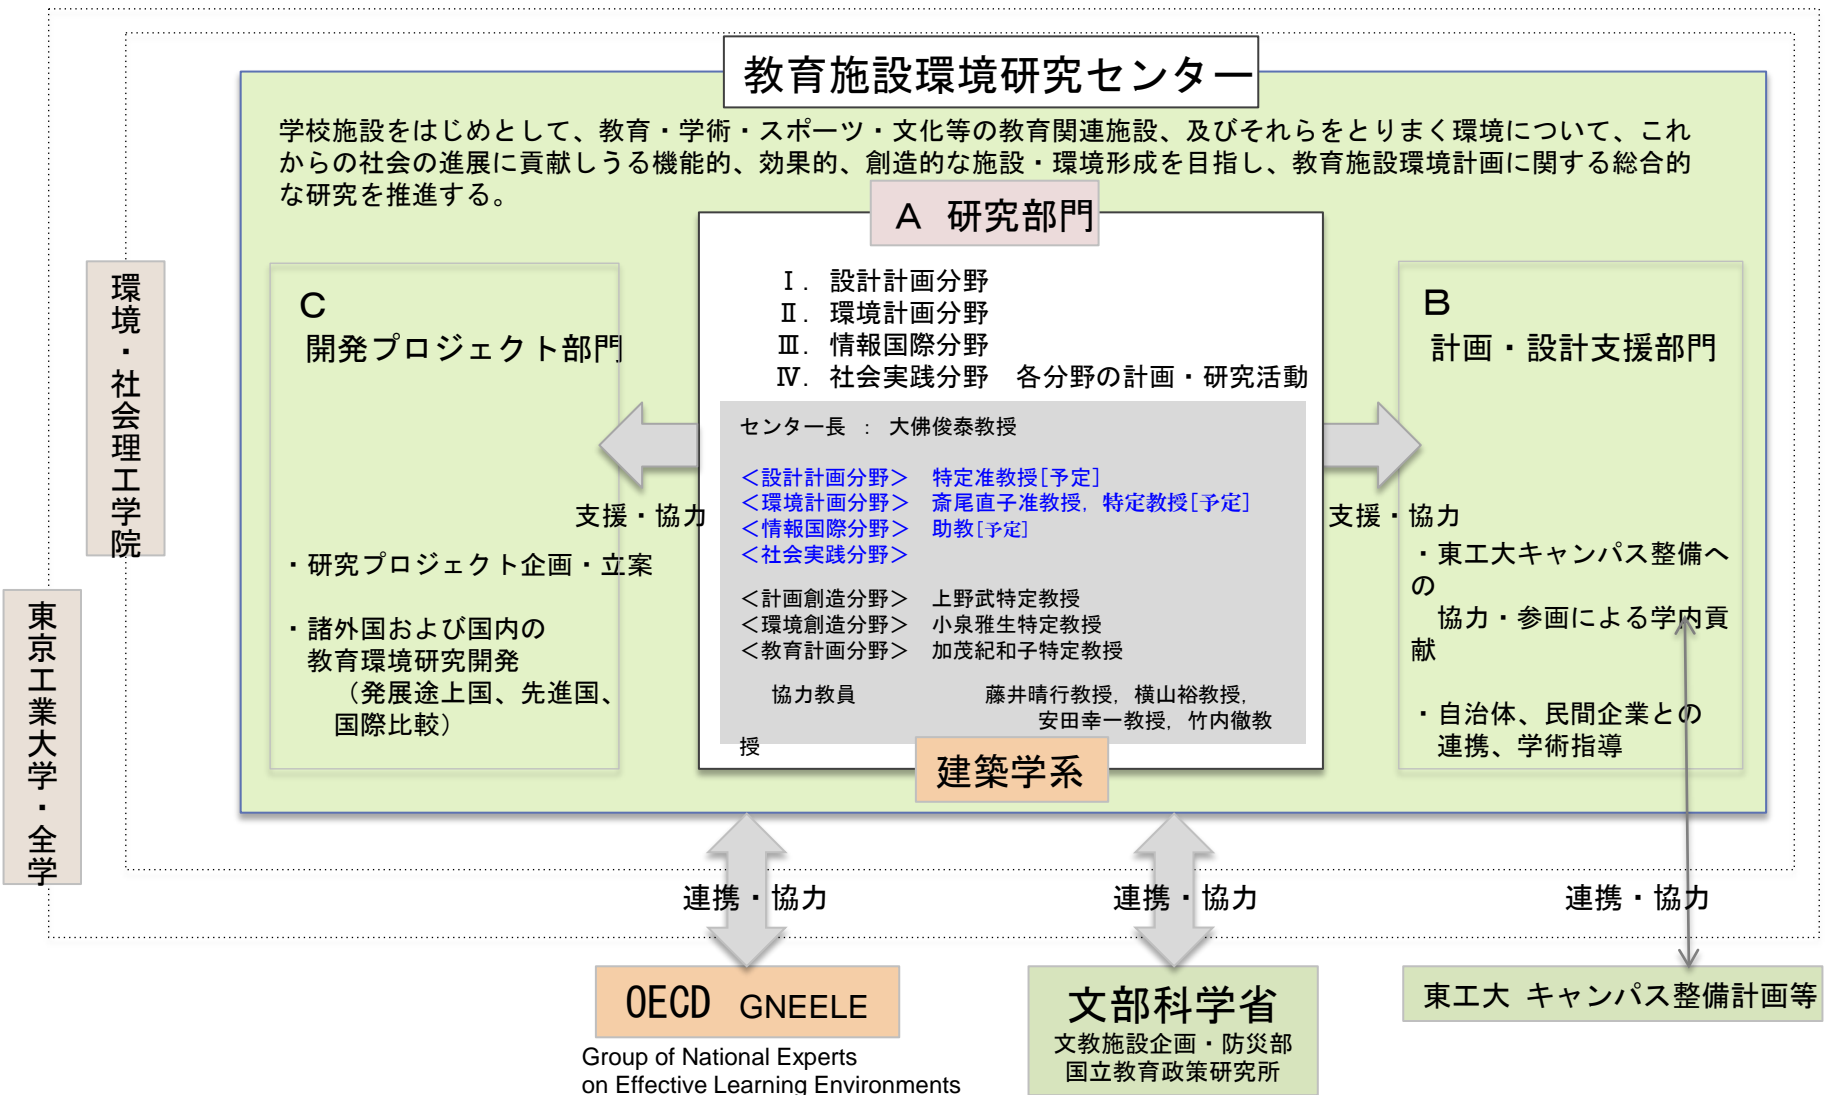 教育施設環境研究センター
学校施設をはじめとして、教育・学術・スポーツ・文化等の教育関連施設、及びそれらをとりまく環境について、これ
からの社会の進展に貢献しうる機能的、効果的、創造的な施設・環境形成を目指し、教育施設環境計画に関する総合的
な研究を推進する。
環境・社会理工学院
東京工業大学・全学
C
開発プロジェクト部門
・研究プロジェクト企画・立案
・諸外国および国内の
教育環境研究開発
（発展途上国、先進国、
国際比較）
支援・協力
A 研究部門
Ⅰ. 設計計画分野
Ⅱ. 環境計画分野
Ⅲ. 情報国際分野
Ⅳ. 社会実践分野 各分野の計画・研究活動
センター長 ： 大佛俊泰教授
＜設計計画分野＞ 特定准教授[予定]
＜環境計画分野＞ 斎尾直子准教授, 特定教授[予定]
＜情報国際分野＞ 助教[予定]
＜社会実践分野＞
＜計画創造分野＞ 上野武特定教授
＜環境創造分野＞ 小泉雅生特定教授
＜教育計画分野＞ 加茂紀和子特定教授
協力教員 藤井晴行教授, 横山裕教授,
安田幸一教授, 竹内徹教
授
建築学系
支援・協力
B
計画・設計支援部門
・東工大キャンパス整備へ
の
協力・参画による学内貢
献
・自治体、民間企業との
連携、学術指導
連携・協力
連携・協力
連携・協力
OECD GNEELE
Group of National Experts
on Effective Learning Environments
文部科学省
文教施設企画・防災部
国立教育政策研究所
東工大 キャンパス整備計画等